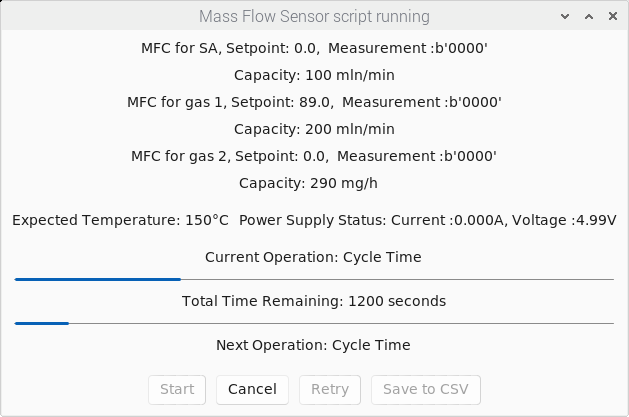 Mass Flow Sensor script running
MFC for SA, Setpoint: 0.0,  Measurement :b'0000'
Capacity: 100 mln/min
MFC for gas 1, Setpoint: 89.0,  Measurement :b'0000'
Capacity: 200 mln/min
MFC for gas 2, Setpoint: 0.0,  Measurement :b'0000'
Capacity: 290 mg/h
Expected Temperature: 150°C  Power Supply Status: Current :0.000A, Voltage :4.99V
Current Operation: Cycle Time
Total Time Remaining: 1200 seconds
Next Operation: Cycle Time
Start Cancel Retry Save to CSV